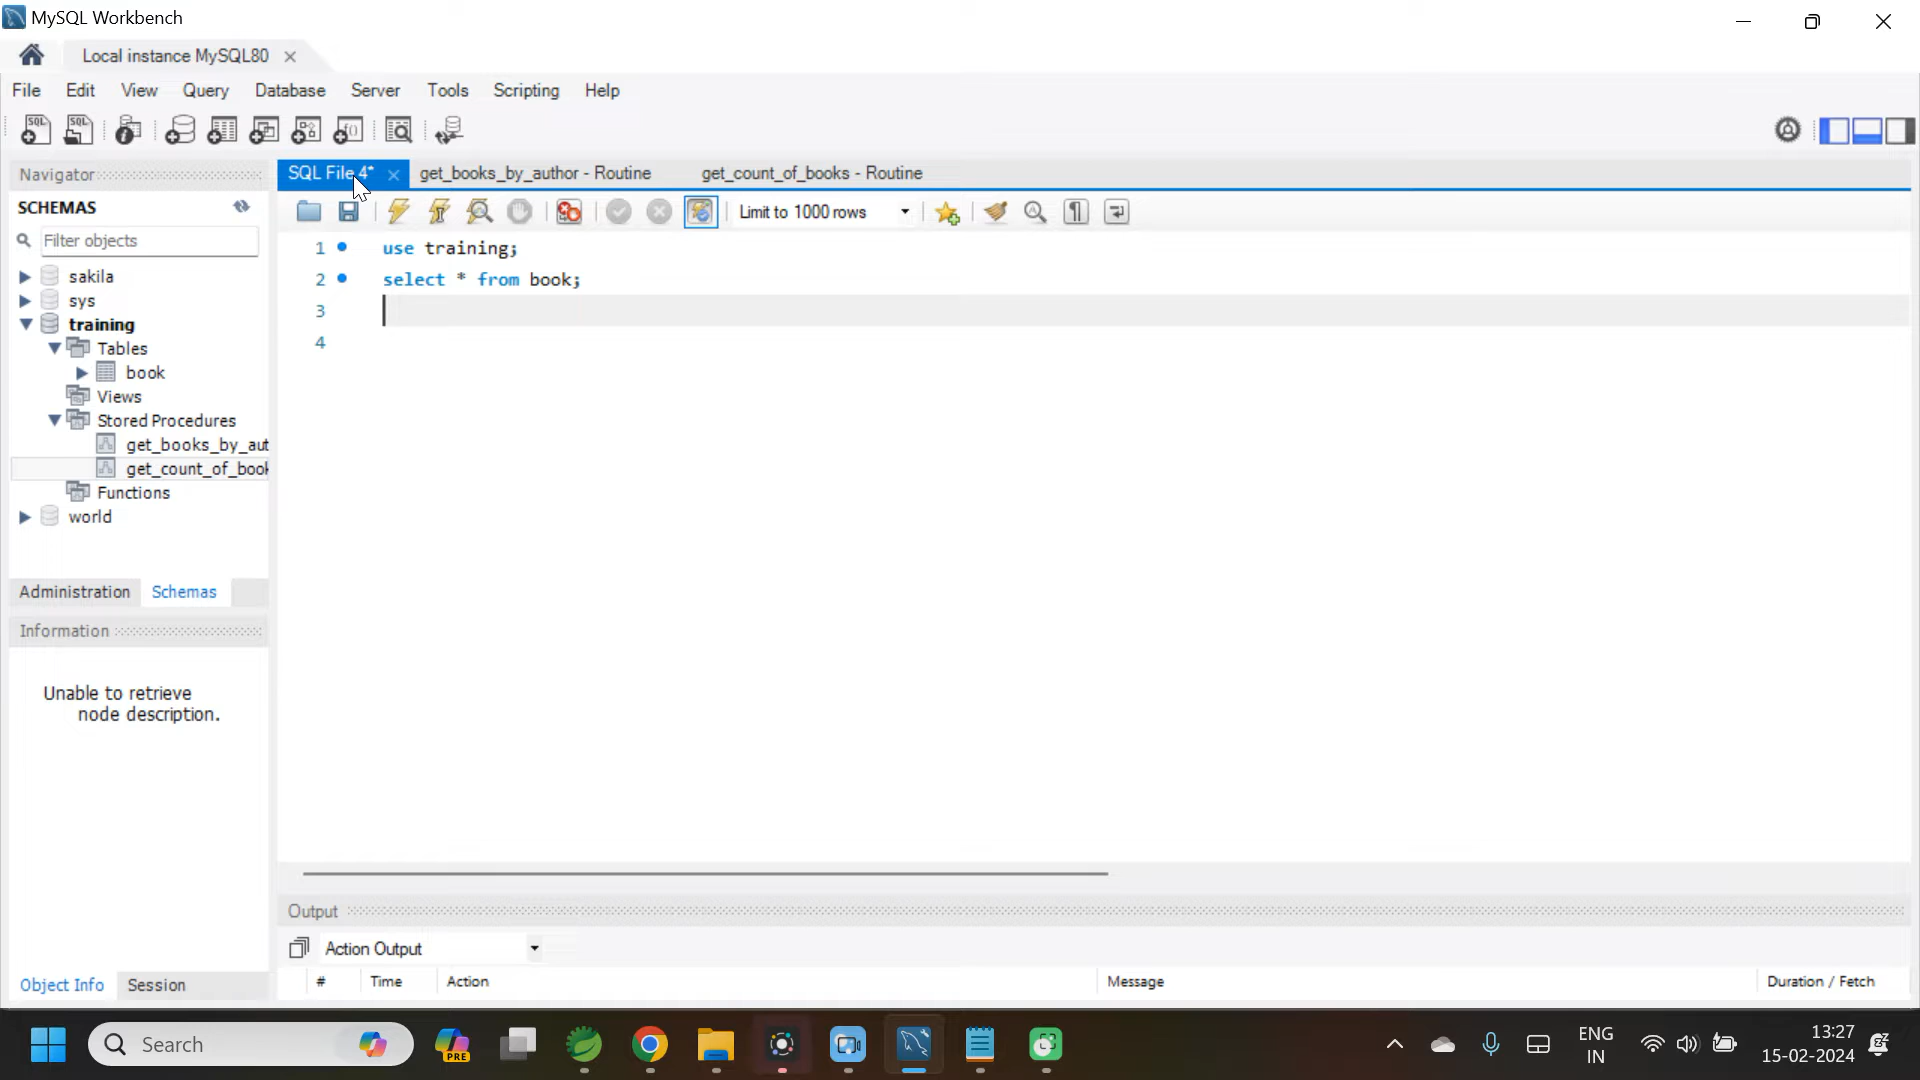 MySQL Workbench
Local instance MySQL80
File Edit View Query Database Server Tools Scripting Help
Navigator
SQL File 4* get_books_by_author - Routine get_count_of_books - Routine
SCHEMAS
Limit to 1000 rows
Filter objects
1 use training;
2 select * from book;
3
4
sakila
sys
training
Tables
book
Views
Stored Procedures
get_books_by_aut
get_count_of_book
Functions
world
Administration Schemas
Information
Unable to retrieve
node description.
Output
Action Output
# Time Action Message Duration / Fetch
Object Info Session
Search
PRE
ENG
IN
13:27
15-02-2024